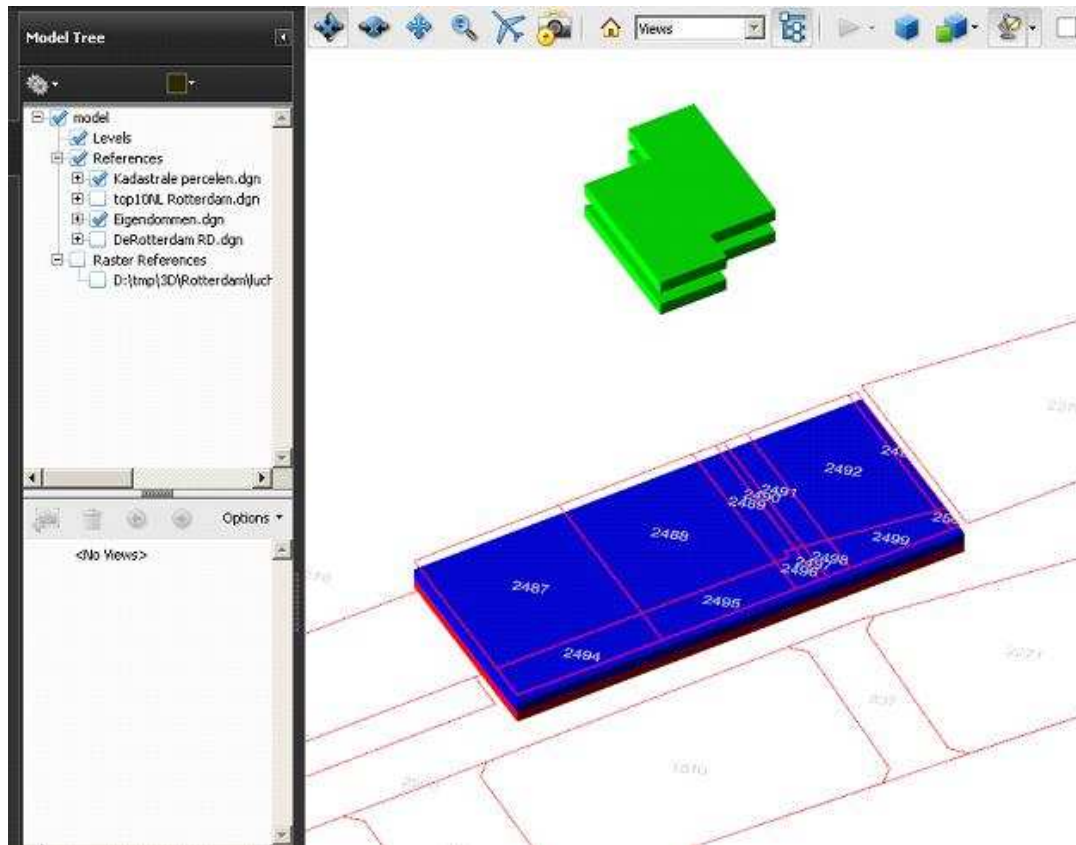 Model Tree
Views
model
Levels
References
Kadastrale percelen.dgn
top10NL Rotterdam.dgn
Eigendommen.dgn
DeRotterdam RD.dgn
Raster References
D:\tmp\3D\Rotterdam\luch
Options
<No Views>
2492
2491
2490
2489
2488
2499
2498
2497
2496
2487
2495
2494
2221
1810